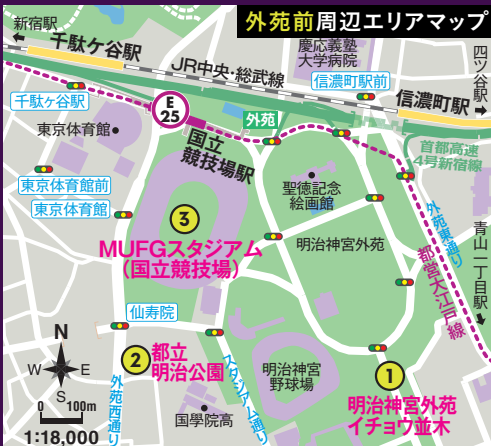 外苑前周辺エリアマップ
新宿駅
千駄ケ谷駅
JR中央・総武線
慶応義塾
大学病院
信濃町駅前
四ツ谷駅
信濃町駅
千駄ヶ谷駅
E
25
外苑
国立
競技場駅
首都高速
4号新宿線
東京体育館
東京体育館前
東京体育館
聖徳記念
絵画館
外苑東通り
青山一丁目駅
3
MUFGスタジアム
(国立競技場)
明治神宮外苑
都営大江戸線
仙寿院
N
W
E
S
2
都立
明治公園
外苑西通り
スタジアム通り
明治神宮
野球場
1
明治神宮外苑
イチョウ並木
國學院高
0
100m
1:18,000